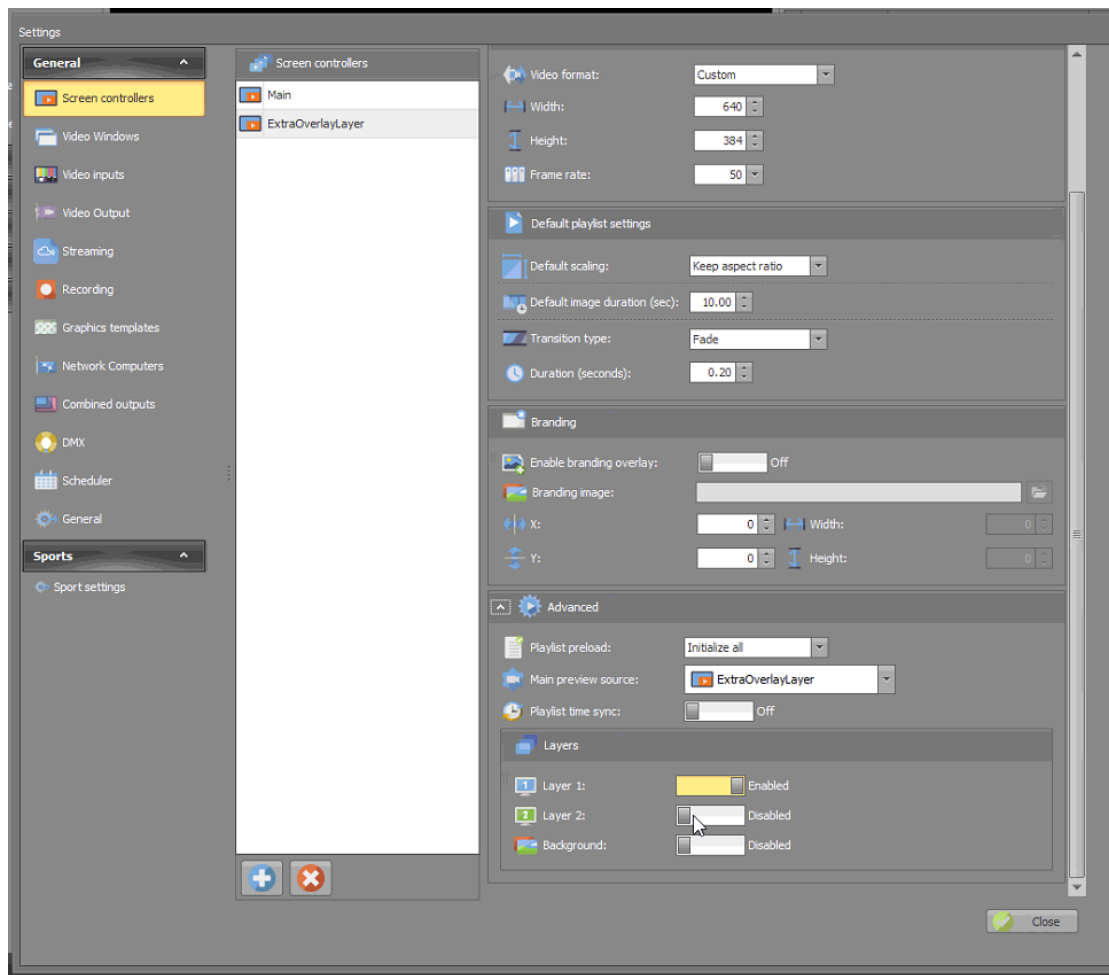 Settings
General
Screen controllers
Video Windows
Video inputs
Video Output
Streaming
Recording
Graphics templates
Network Computers
Combined outputs
DMX
Scheduler
General
Sports
Sport settings
Screen controllers
Main
ExtraOverlayLayer
Video format: Custom
Width: 640
Height: 384
Frame rate: 50
Default playlist settings
Default scaling: Keep aspect ratio
Default image duration (sec): 10.00
Transition type: Fade
Duration (seconds): 0.20
Branding
Enable branding overlay: Off
Branding image:
X: 0 Width: 0
Y: 0 Height: 0
Advanced
Playlist preload: Initialize all
Main preview source: ExtraOverlayLayer
Playlist time sync: Off
Layers
1 Layer 1: Enabled
2 Layer 2: Disabled
Background: Disabled
Close